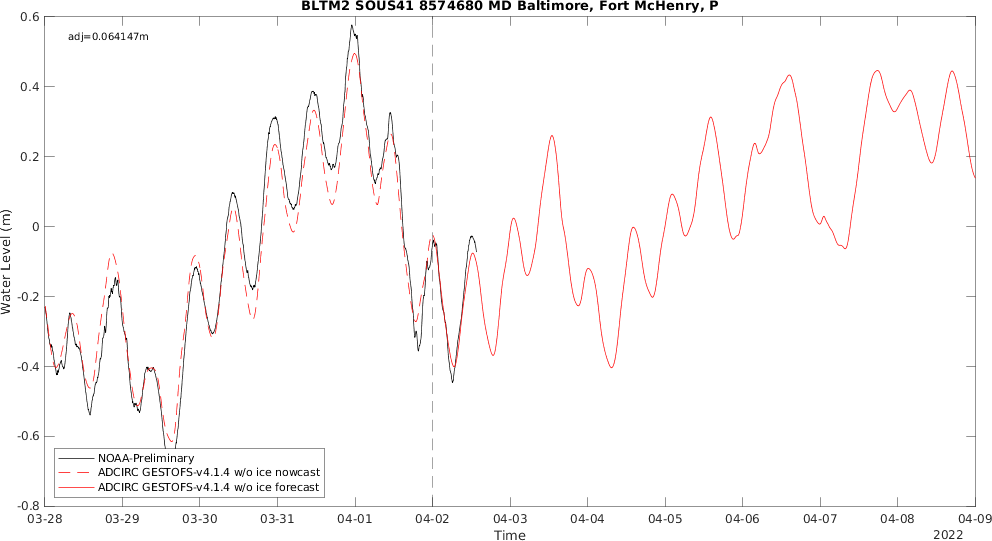 BLTM2 SOUS41 8574680 MD Baltimore, Fort McHenry, P
adj=0.064147m
0.6
0.4
0.2
0
-0.2
-0.4
-0.6
-0.8
Water Level (m)
NOAA-Preliminary
ADCIRC GESTOFS-v4.1.4 w/o ice nowcast
ADCIRC GESTOFS-v4.1.4 w/o ice forecast
03-28 03-29 03-30 03-31 04-01 04-02 04-03 04-04 04-05 04-06 04-07 04-08 04-09
Time
2022